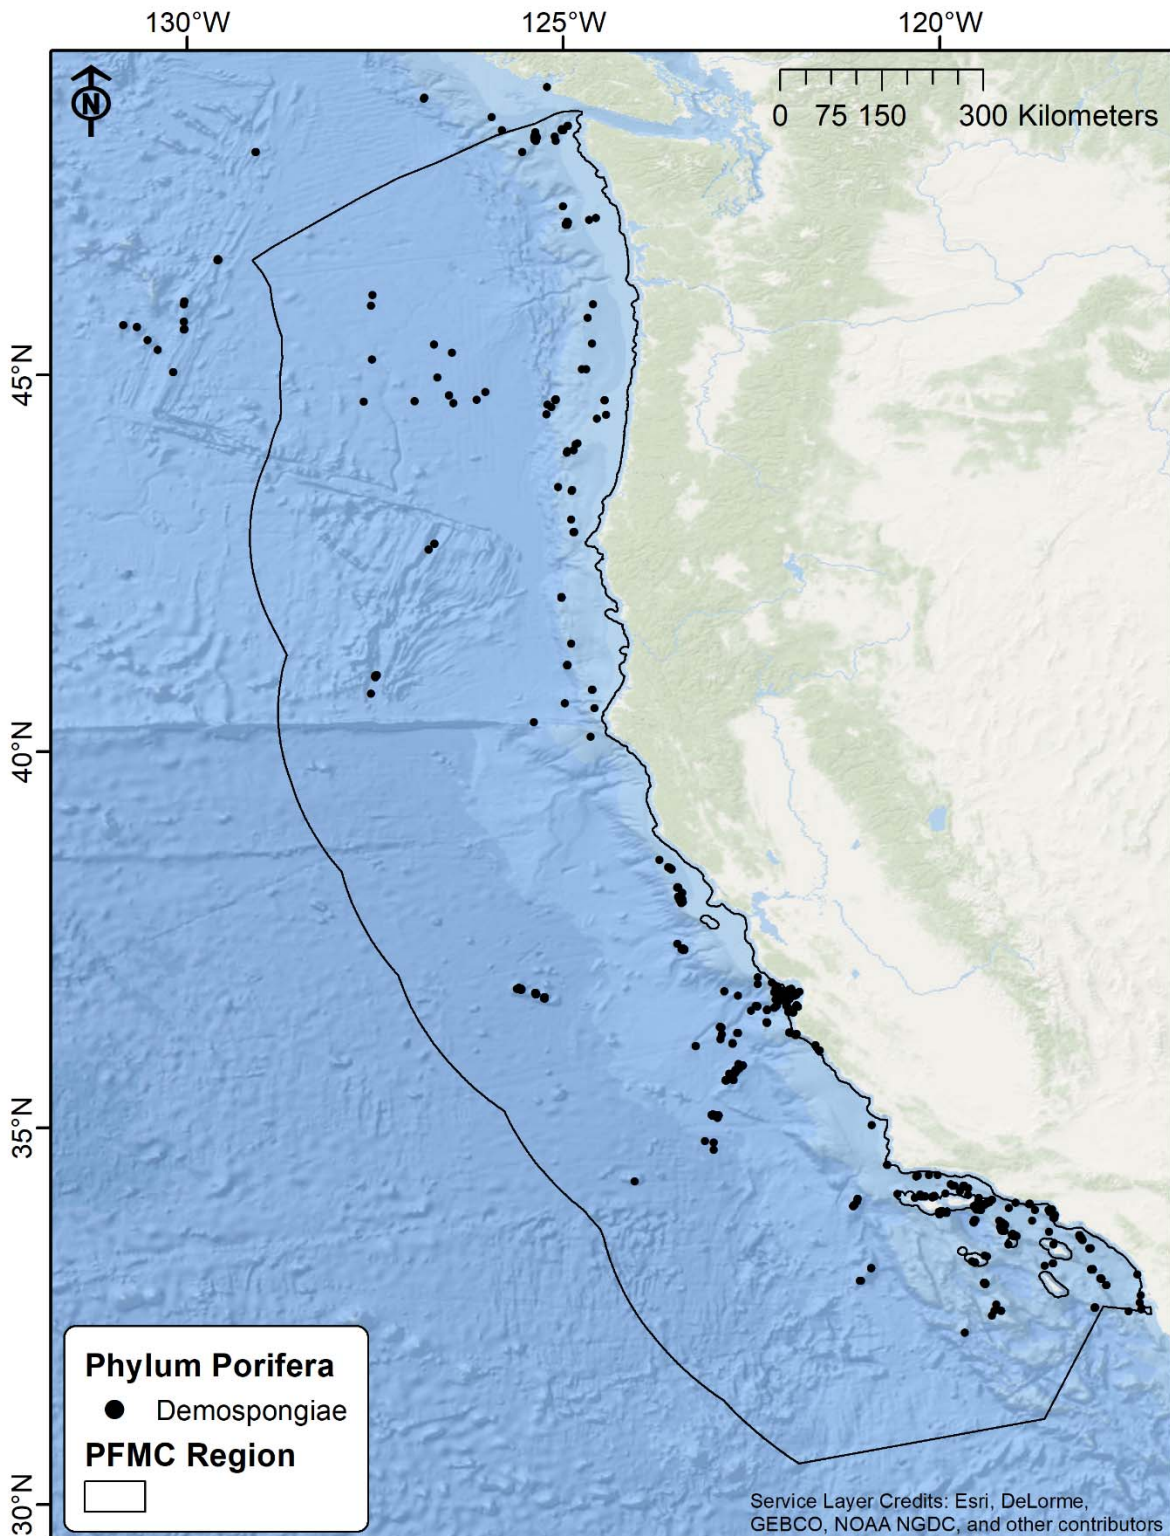 130°W 125°W 120°W
N
0 75 150 300 Kilometers
45°N
40°N
35°N
30°N
Phylum Porifera
Demospongiae
PFMC Region
Service Layer Credits: Esri, DeLorme,
GEBCO, NOAA NGDC, and other contributors